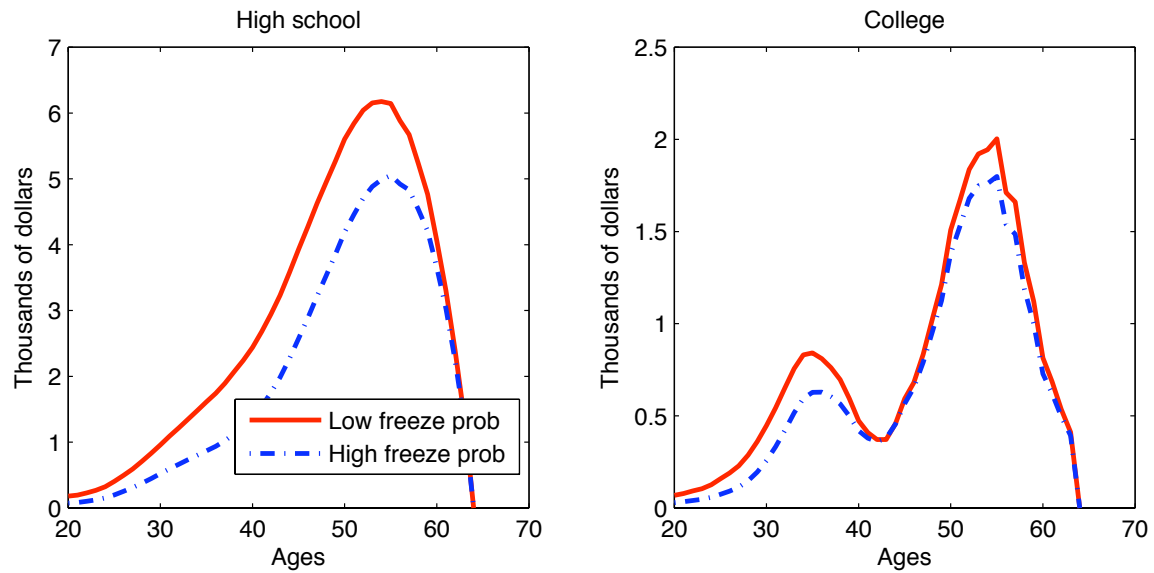 High school
7
6
5
4
3
2
1
0
Thousands of dollars
20 30 40 50 60 70
Ages
Low freeze prob
High freeze prob
College
2.5
2
1.5
1
0.5
0
Thousands of dollars
20 30 40 50 60 70
Ages